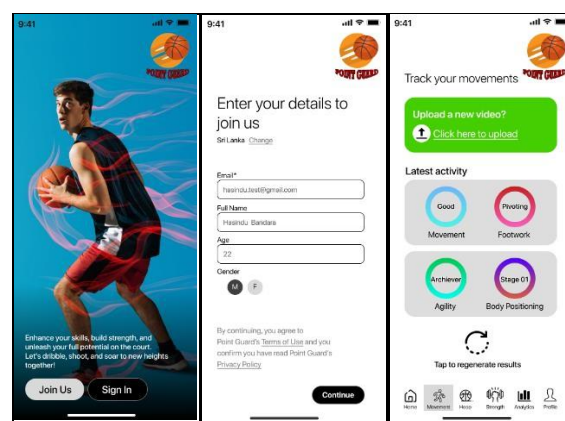 9:41
POINT GUARD
Enhance your skills, build strength, and
unleash your full potential on the court.
Let's dribble, shoot, and soar to new heights
together!
Join Us
Sign In
9:41
POINT GUARD
Enter your details to
join us
Sri Lanka Change
Email*
hasindu.test@gmail.com
Full Name
Hasindu Bandara
Age
22
Gender
M F
By continuing, you agree to
Point Guard's Terms of Use and you
confirm you have read Point Guard's
Privacy Policy
Continue
9:41
POINT GUARD
Track your movements
Upload a new video?
Click here to upload
Latest activity
Good
Pivoting
Movement
Footwork
Archiever
Stage 01
Agility
Body Positioning
Tap to regenerate results
Home Movement Hoop Strength Analytics Profile